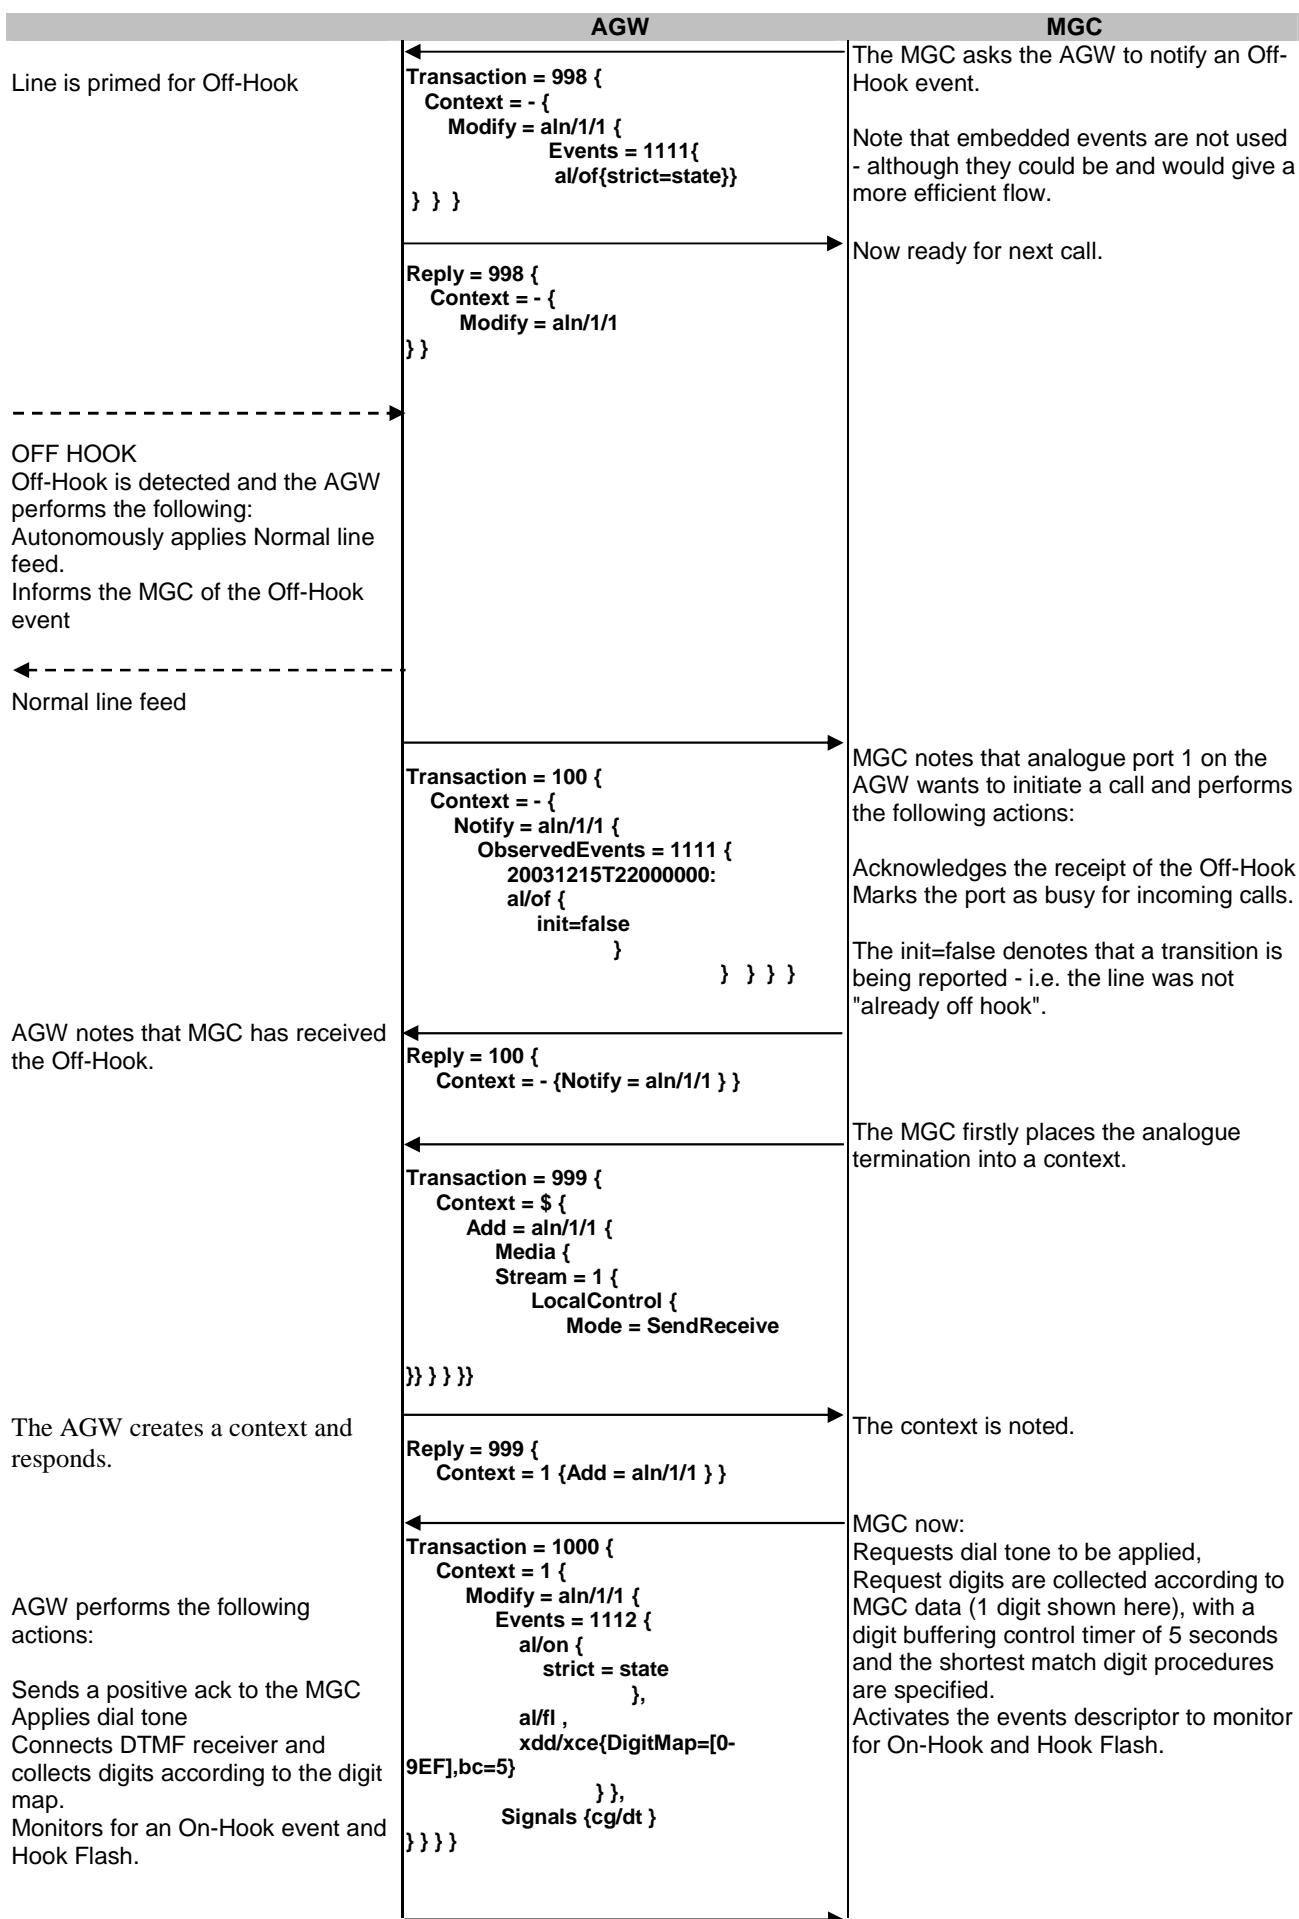 AGW MGC
Line is primed for Off-Hook
Transaction = 998 {
Context = - {
Modify = aln/1/1 {
Events = 1111{
al/of{strict=state}}
} } }
The MGC asks the AGW to notify an Off-
Hook event.
Note that embedded events are not used
- although they could be and would give a
more efficient flow.
Reply = 998 {
Context = - {
Modify = aln/1/1
} }
Now ready for next call.
OFF HOOK
Off-Hook is detected and the AGW
performs the following:
Autonomously applies Normal line
feed.
Informs the MGC of the Off-Hook
event
Normal line feed
Transaction = 100 {
Context = - {
Notify = aln/1/1 {
ObservedEvents = 1111 {
20031215T22000000:
al/of {
init=false
}
} } } }
MGC notes that analogue port 1 on the
AGW wants to initiate a call and performs
the following actions:
Acknowledges the receipt of the Off-Hook
Marks the port as busy for incoming calls.
The init=false denotes that a transition is
being reported - i.e. the line was not
"already off hook".
AGW notes that MGC has received
the Off-Hook.
Reply = 100 {
Context = - {Notify = aln/1/1 } }
Transaction = 999 {
Context = $ {
Add = aln/1/1 {
Media {
Stream = 1 {
LocalControl {
Mode = SendReceive
}} } } }}
The MGC firstly places the analogue
termination into a context.
The AGW creates a context and
responds.
Reply = 999 {
Context = 1 {Add = aln/1/1 } }
The context is noted.
AGW performs the following
actions:
Sends a positive ack to the MGC
Applies dial tone
Connects DTMF receiver and
collects digits according to the digit
map.
Monitors for an On-Hook event and
Hook Flash.
Transaction = 1000 {
Context = 1 {
Modify = aln/1/1 {
Events = 1112 {
al/on {
strict = state
},
al/fl ,
xdd/xce{DigitMap=[0-
9EF],bc=5}
} },
Signals {cg/dt }
} } } }
MGC now:
Requests dial tone to be applied,
Request digits are collected according to
MGC data (1 digit shown here), with a
digit buffering control timer of 5 seconds
and the shortest match digit procedures
are specified.
Activates the events descriptor to monitor
for On-Hook and Hook Flash.